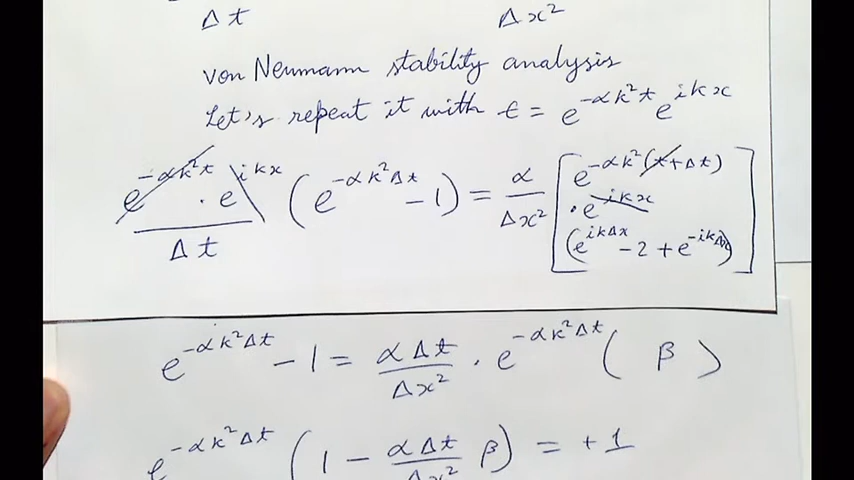 Δt Δx²
von Neumann stability analysis
Let's repeat it with ϵ = e^{-αk²t} e^{ikx}
e^{-αk²t} · e^{ikx} / Δt (e^{-αk²Δt} - 1) = α/Δx² [e^{-αk²(t+Δt)}
· e^{ikx}
(e^{ikΔx} - 2 + e^{-ikΔx})]
e^{-αk²Δt} - 1 = αΔt/Δx² · e^{-αk²Δt} ( β )
e^{-αk²Δt} (1 - αΔt/Δx² β) = +1